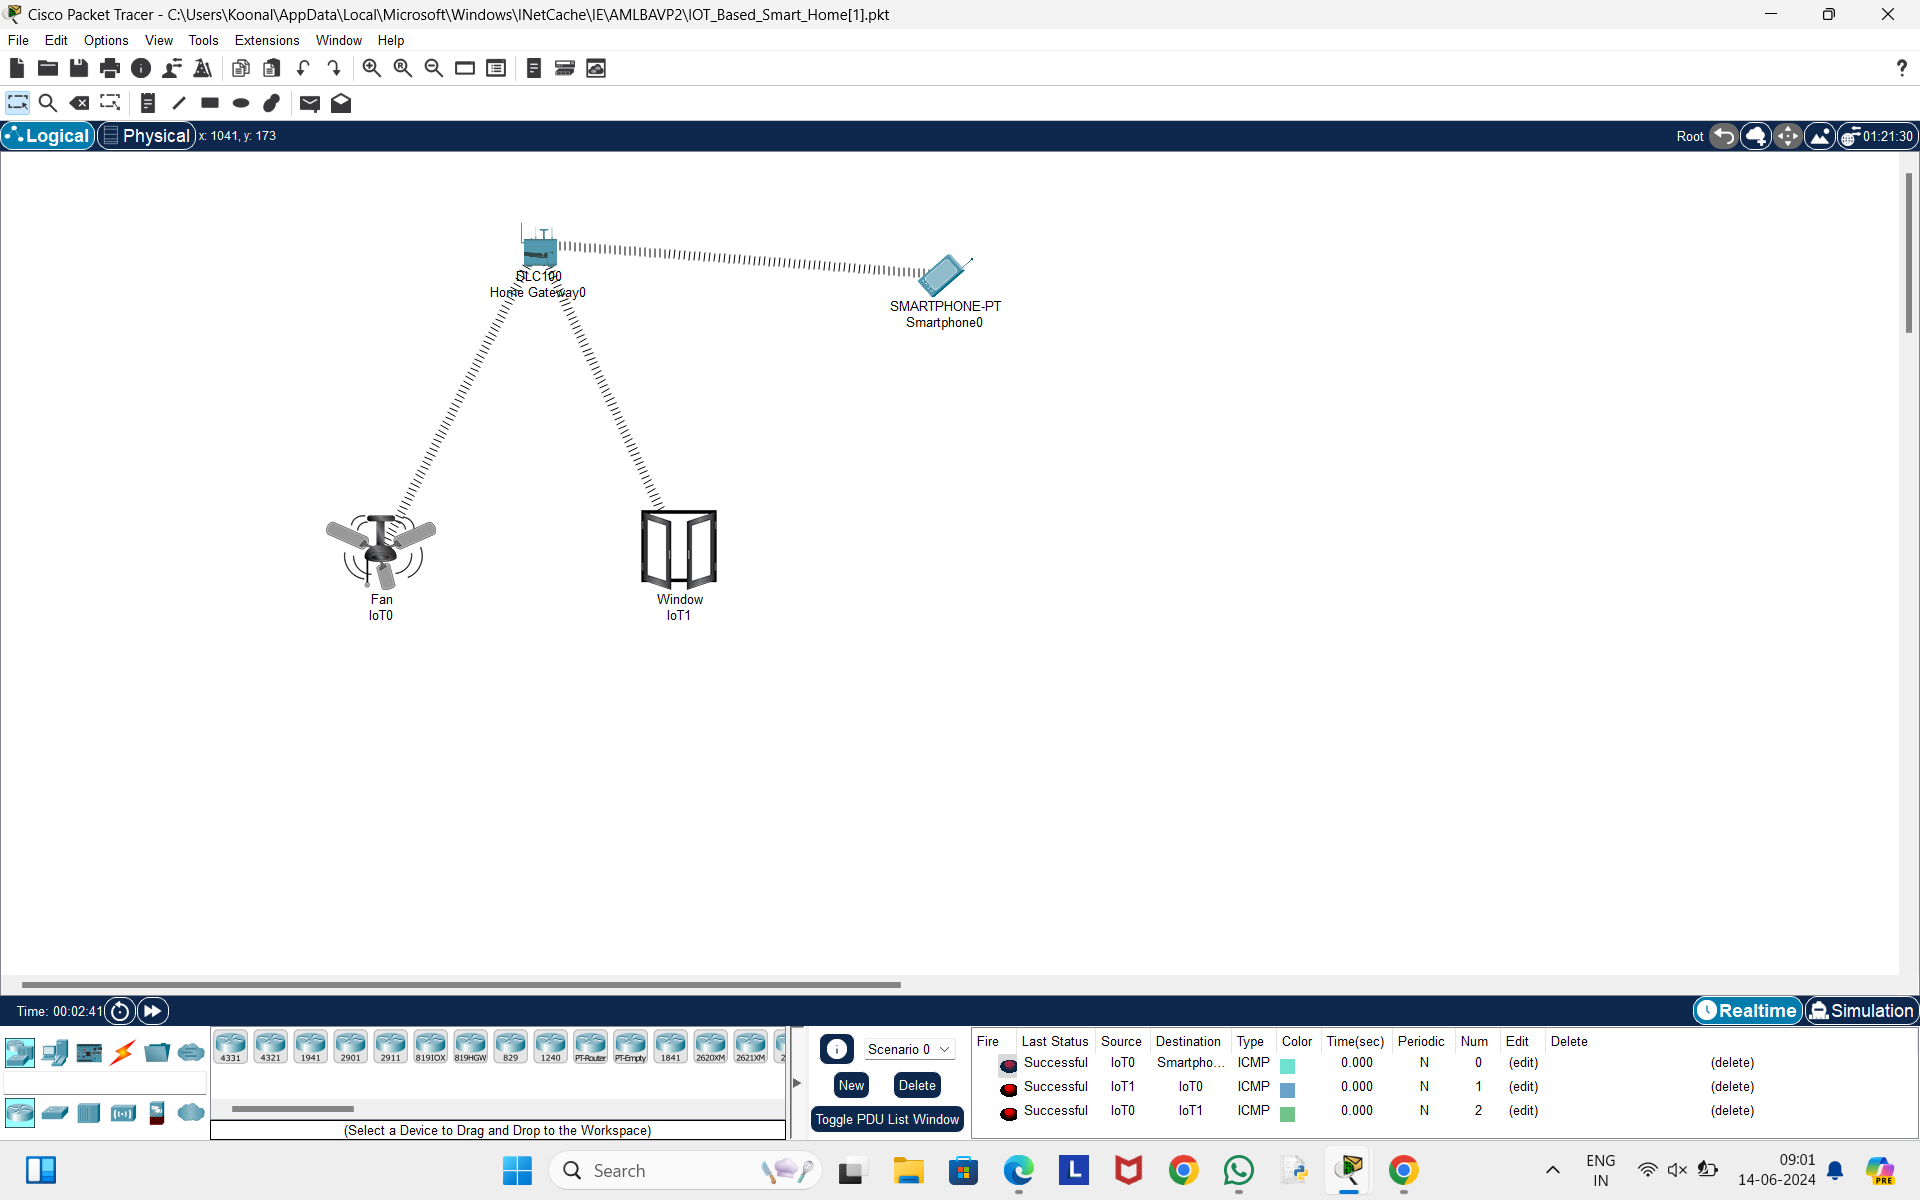 Cisco Packet Tracer - C:\Users\Koonal\AppData\Local\Microsoft\Windows\INetCache\IE\AMLBAVP2\IOT_Based_Smart_Home[1].pkt
File Edit Options View Tools Extensions Window Help
?
Logical Physical x: 1041, y: 173 Root 01:21:30
DLC100
Home Gateway0
SMARTPHONE-PT
Smartphone0
Fan
IoT0
Window
IoT1
Time: 00:02:41 Realtime Simulation
4331 4321 1941 2901 2911 819IOX 819HGW 829 1240 PT-Router PT-Empty 1841 2620XM 2621XM 2
(Select a Device to Drag and Drop to the Workspace)
Scenario 0
New Delete
Toggle PDU List Window
Fire Last Status Source Destination Type Color Time(sec) Periodic Num Edit Delete
Successful IoT0 Smartpho... ICMP 0.000 N 0 (edit) (delete)
Successful IoT1 IoT0 ICMP 0.000 N 1 (edit) (delete)
Successful IoT0 IoT1 ICMP 0.000 N 2 (edit) (delete)
Search
L
ENG
IN
09:01
14-06-2024
PRE